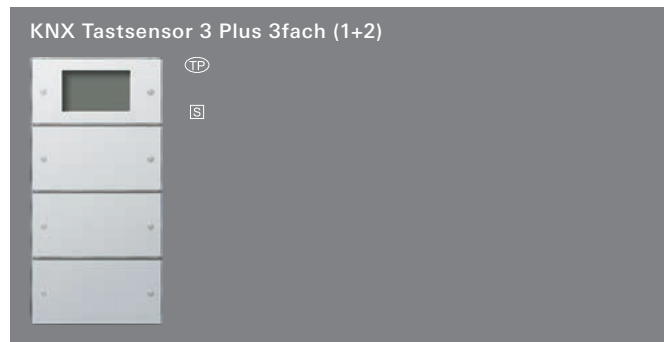 KNX Tastsensor 3 Plus 3fach (1+2)
TP
S